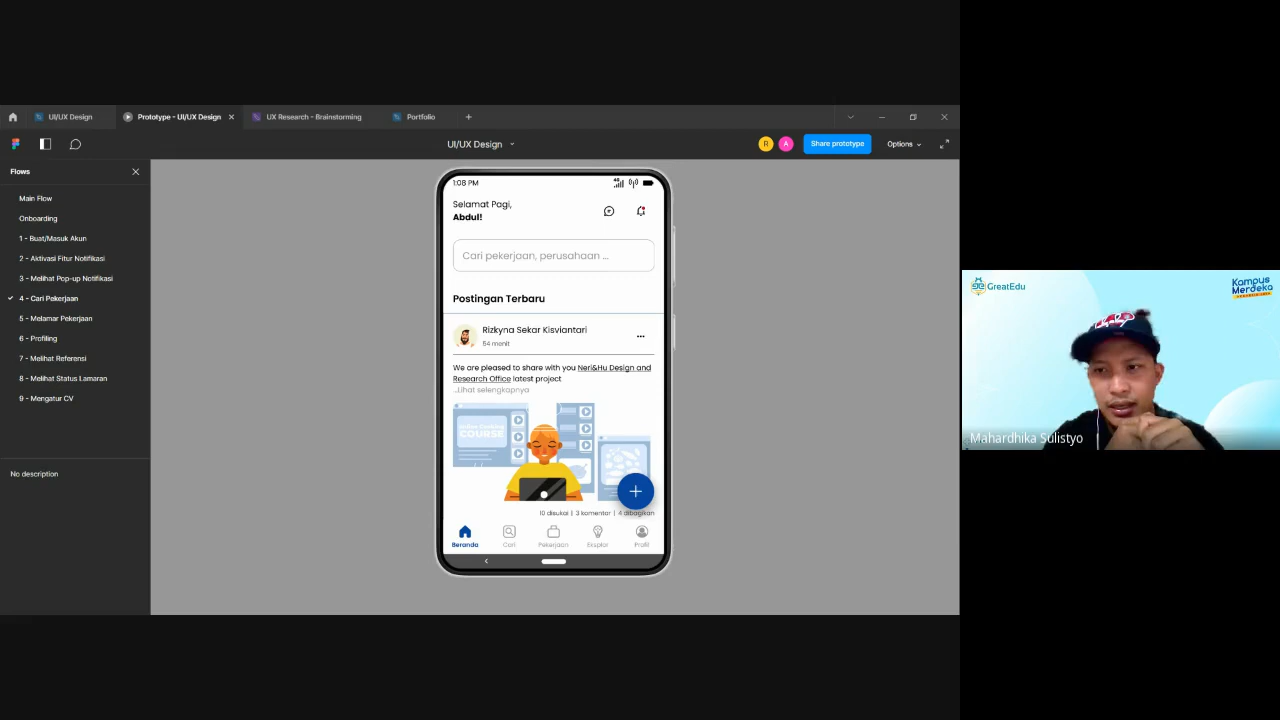 UI/UX Design
Prototype - UI/UX Design
UX Research - Brainstorming
Portfolio
UI/UX Design
R
A
Share prototype
Options
Flows
Main Flow
Onboarding
1 - Buat/Masuk Akun
2 - Aktivasi Fitur Notifikasi
3 - Melihat Pop-up Notifikasi
4 - Cari Pekerjaan
5 - Melamar Pekerjaan
6 - Profiling
7 - Melihat Referensi
8 - Melihat Status Lamaran
9 - Mengatur CV
No description
1:08 PM
4G
Selamat Pagi,
Abdul!
Cari pekerjaan, perusahaan ...
Postingan Terbaru
Rizkyna Sekar Kisviantari
54 menit
We are pleased to share with you Neri&Hu Design and
Research Office latest project
...Lihat selengkapnya
Online Cooking
COURSE
10 disukai | 3 komentar | 4 dibagikan
Beranda
Cari
Pekerjaan
Eksplor
Profil
GreatEdu
Kampus
Merdeka
Mahardhika Sulistyo